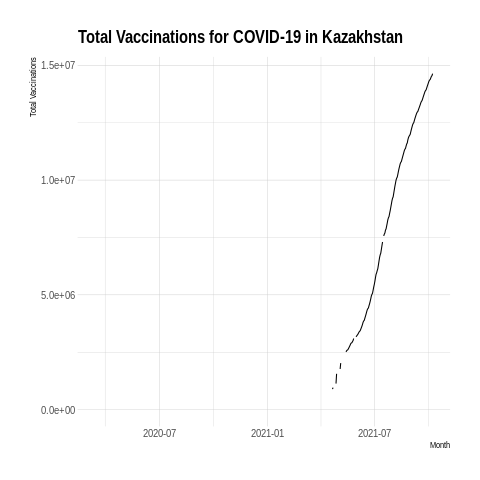 Total Vaccinations for COVID-19 in Kazakhstan
Total Vaccinations
1.5e+07
1.0e+07
5.0e+06
0.0e+00
2020-07
2021-01
2021-07
Month